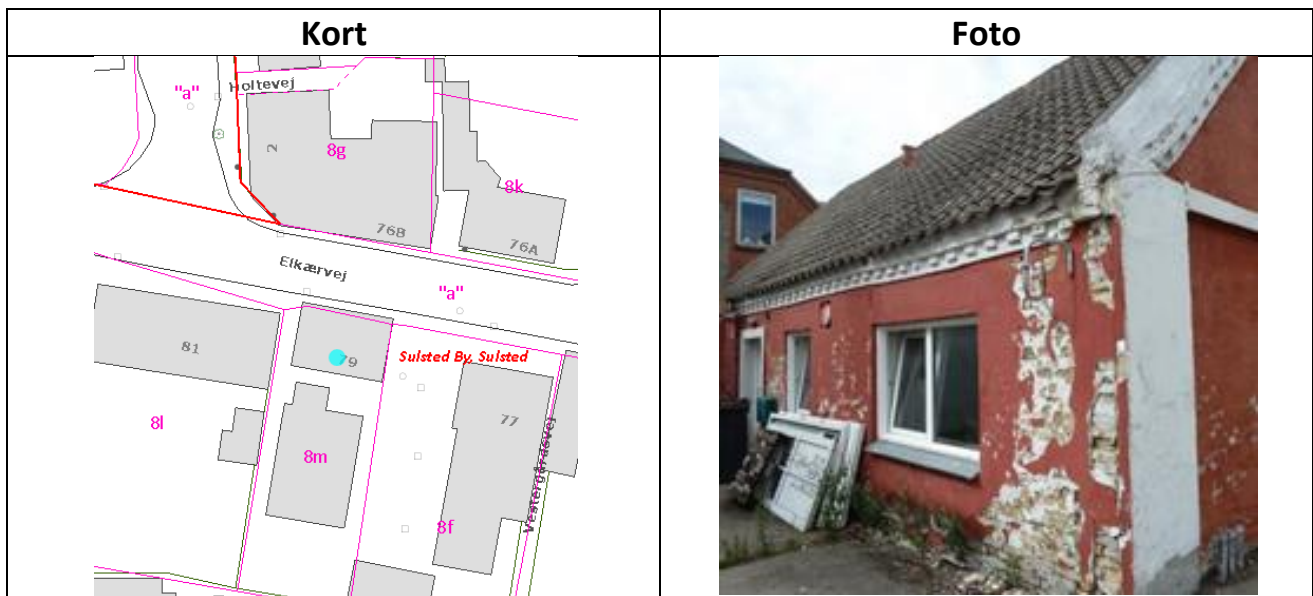 Kort
Foto
"a"
Holtevej
2
8g
8k
76B
76A
Elkærvej
"a"
81
79
Sulsted By, Sulsted
77
8l
8m
Vestergårdsvej
8f